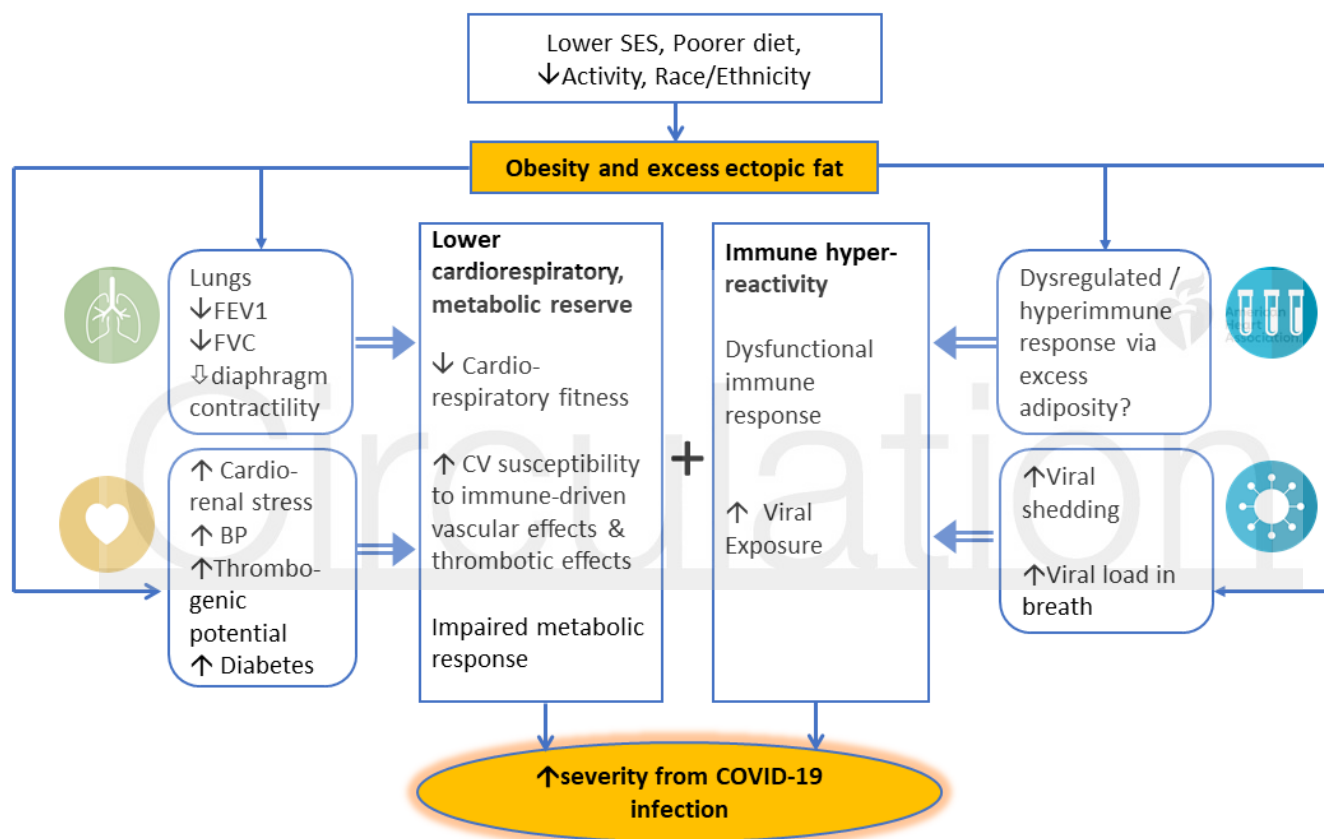 Lower SES, Poorer diet,
↓Activity, Race/Ethnicity
Obesity and excess ectopic fat
Lungs
↓FEV1
↓FVC
⇩diaphragm
contractility
↑ Cardio-
renal stress
↑ BP
↑Thrombo-
genic
potential
↑ Diabetes
Lower
cardiorespiratory,
metabolic reserve
↓ Cardio-
respiratory fitness
↑ CV susceptibility
to immune-driven
vascular effects &
thrombotic effects
Impaired metabolic
response
+
Immune hyper-
reactivity
Dysfunctional
immune
response
↑ Viral
Exposure
Dysregulated /
hyperimmune
response via
excess
adiposity?
American
Heart
Association.
↑Viral
shedding
↑Viral load in
breath
Circulation
↑severity from COVID-19
infection